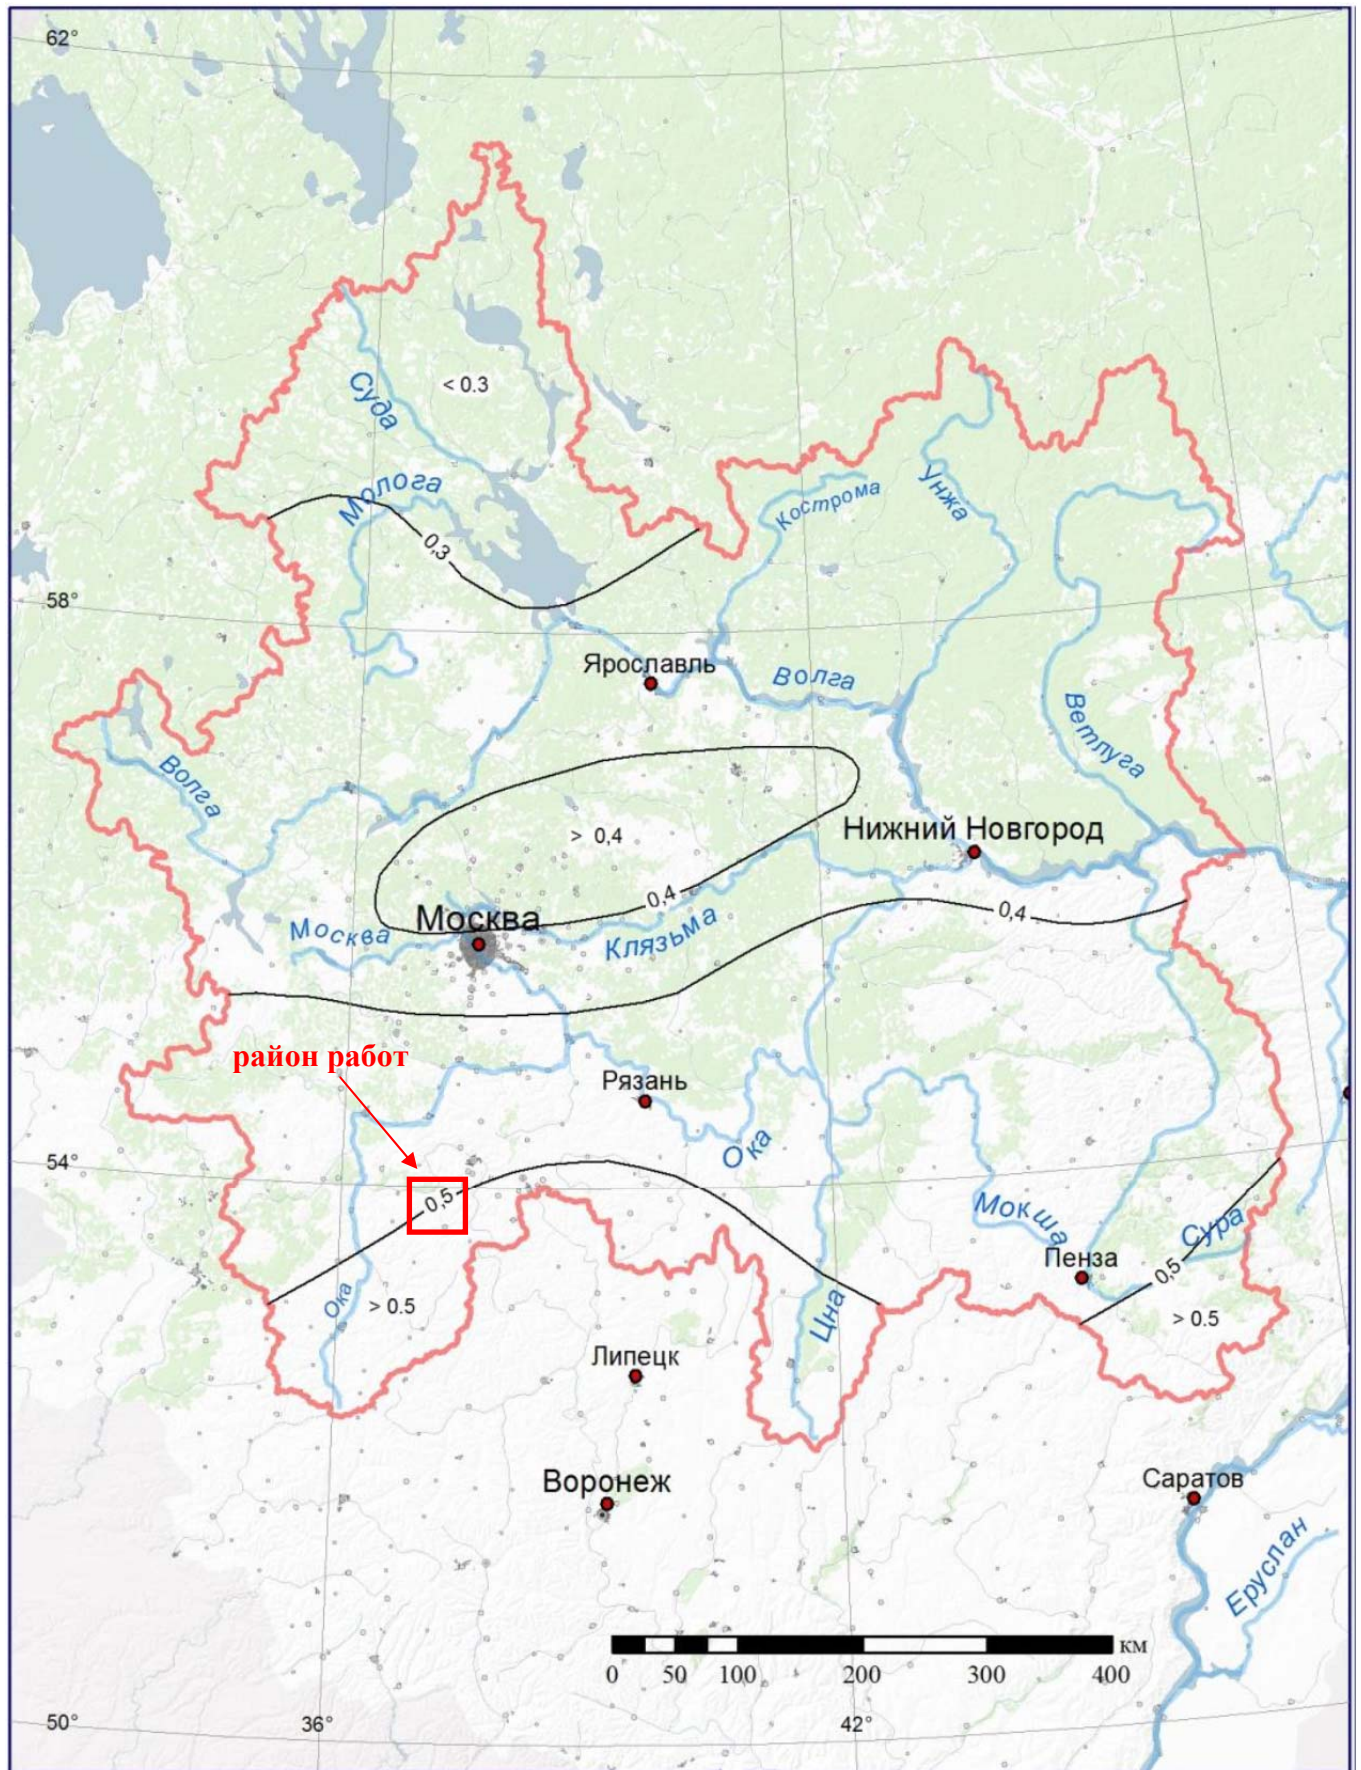 62°
< 0.3
Суда
Молога
Кострома
Унжа
0,3
58°
Ярославль
Волга
Ветлуга
Волга
> 0,4
Нижний Новгород
0,4
Москва
Москва
Клязьма
0,4
район работ
Рязань
Ока
54°
0,5
Мокша
Сура
Пенза
0,5
Ока
> 0.5
Цна
> 0.5
Липецк
Воронеж
Саратов
Еруслан
км
0 50 100 200 300 400
50°
36°
42°